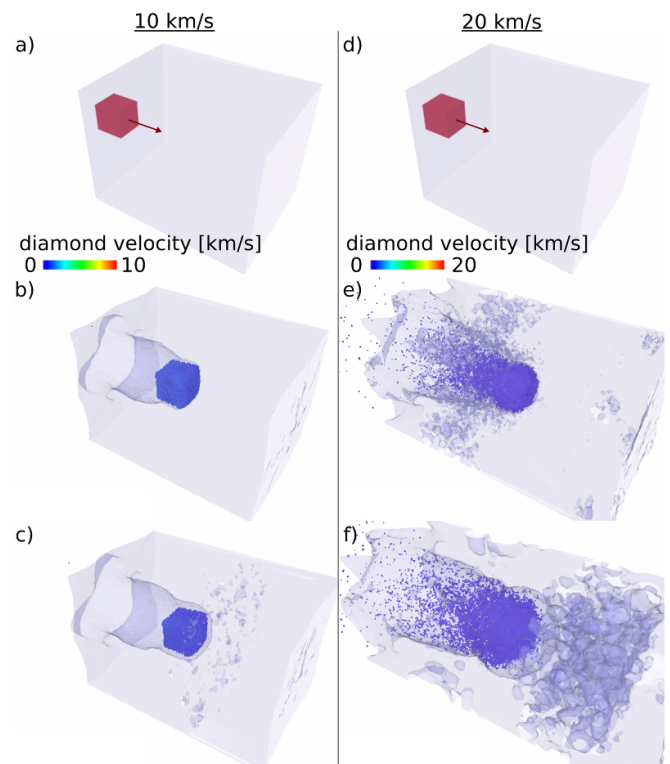 10 km/s
20 km/s
a)
d)
diamond velocity [km/s]
0 10
diamond velocity [km/s]
0 20
b)
e)
c)
f)